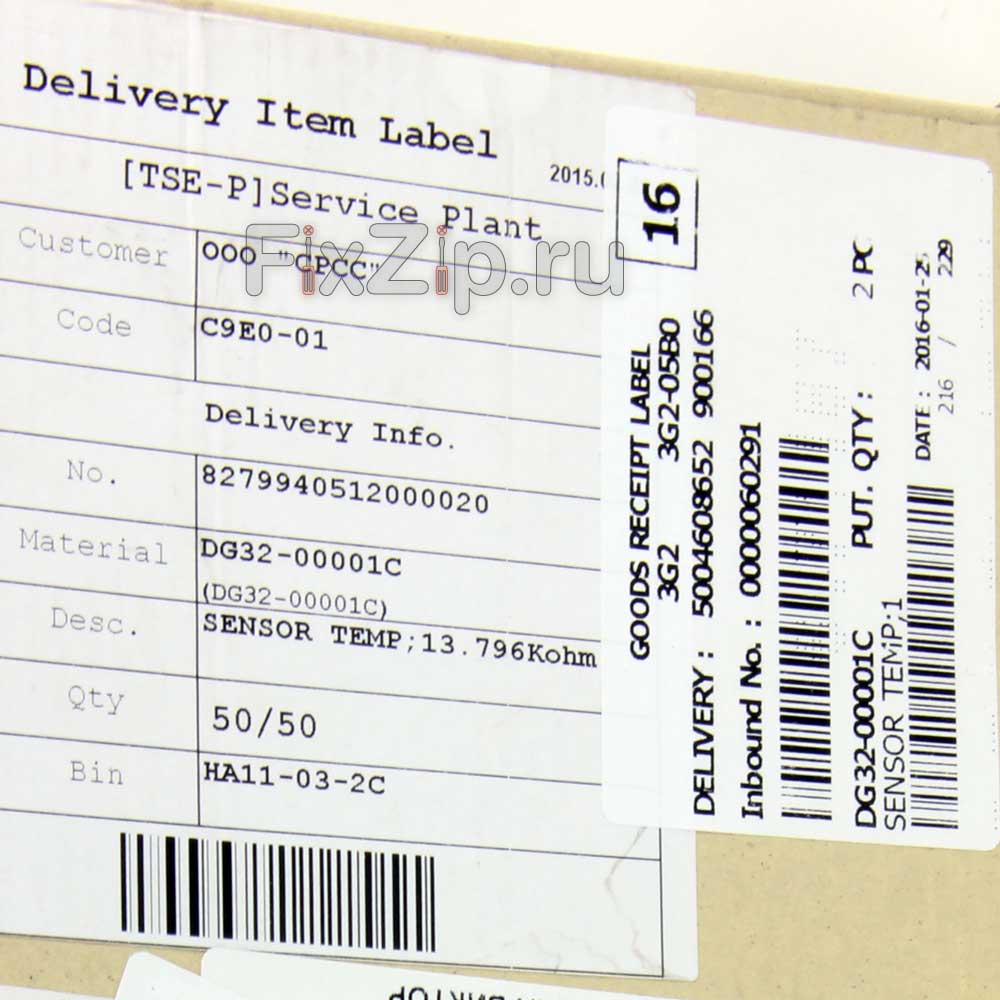 Delivery Item Label
2015.0
[TSE-P]Service Plant
Customer
OOO "СРСС"
Code
C9E0-01
Delivery Info.
No.
8279940512000020
Material
DG32-00001C
(DG32-00001C)
Desc.
SENSOR TEMP;13.796Kohm
Qty
50/50
Bin
HA11-03-2C
FixZip.ru
16
GOODS RECEIPT LABEL
3G2 3G2-05B0
DELIVERY : 5004608652 900166
Inbound No. : 0000060291
DG32-00001C PUT. QTY : 2 PC
SENSOR TEMP;1
DATE : 2016-01-25
216 / 229